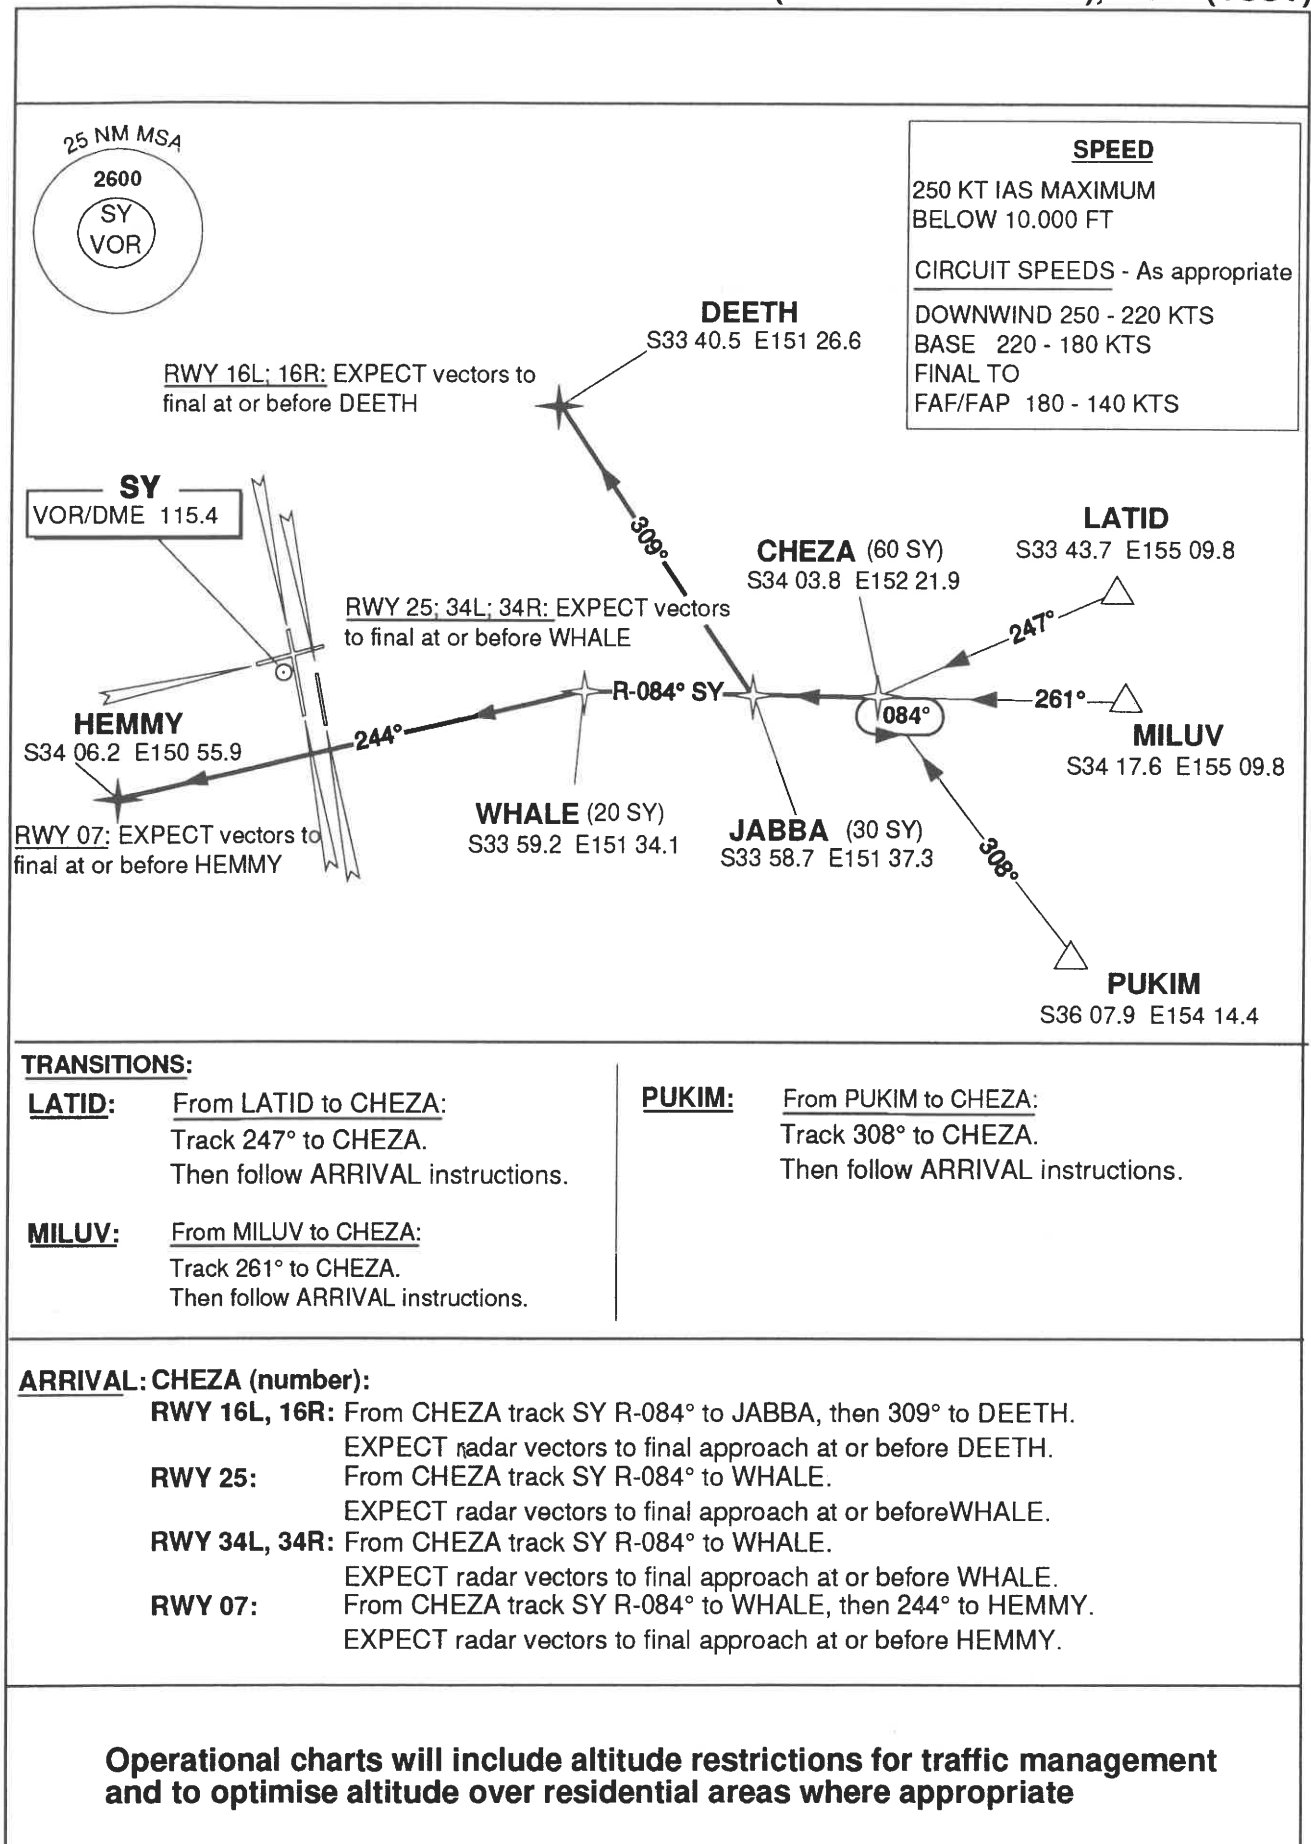 25 NM MSA
2600
SY
VOR
SPEED
250 KT IAS MAXIMUM
BELOW 10.000 FT
CIRCUIT SPEEDS - As appropriate
DOWNWIND 250 - 220 KTS
BASE 220 - 180 KTS
FINAL TO
FAF/FAP 180 - 140 KTS
DEETH
S33 40.5 E151 26.6
RWY 16L; 16R: EXPECT vectors to
final at or before DEETH
SY
VOR/DME 115.4
309°
LATID
S33 43.7 E155 09.8
CHEZA (60 SY)
S34 03.8 E152 21.9
RWY 25; 34L; 34R: EXPECT vectors
to final at or before WHALE
247°
R-084° SY
261°
084°
HEMMY
S34 06.2 E150 55.9
244°
MILUV
S34 17.6 E155 09.8
WHALE (20 SY)
S33 59.2 E151 34.1
JABBA (30 SY)
S33 58.7 E151 37.3
RWY 07: EXPECT vectors to
final at or before HEMMY
308°
PUKIM
S36 07.9 E154 14.4
TRANSITIONS:
LATID: From LATID to CHEZA:
Track 247° to CHEZA.
Then follow ARRIVAL instructions.
MILUV: From MILUV to CHEZA:
Track 261° to CHEZA.
Then follow ARRIVAL instructions.
PUKIM: From PUKIM to CHEZA:
Track 308° to CHEZA.
Then follow ARRIVAL instructions.
ARRIVAL: CHEZA (number):
RWY 16L, 16R: From CHEZA track SY R-084° to JABBA, then 309° to DEETH.
EXPECT radar vectors to final approach at or before DEETH.
RWY 25: From CHEZA track SY R-084° to WHALE.
EXPECT radar vectors to final approach at or beforeWHALE.
RWY 34L, 34R: From CHEZA track SY R-084° to WHALE.
EXPECT radar vectors to final approach at or before WHALE.
RWY 07: From CHEZA track SY R-084° to WHALE, then 244° to HEMMY.
EXPECT radar vectors to final approach at or before HEMMY.
Operational charts will include altitude restrictions for traffic management
and to optimise altitude over residential areas where appropriate